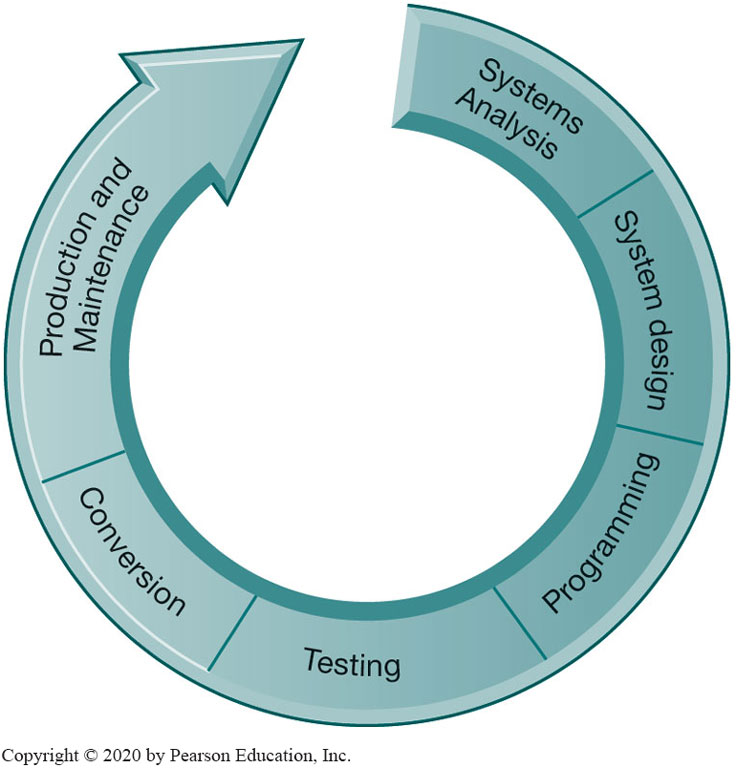 Systems
Analysis
System design
Programming
Testing
Conversion
Production and
Maintenance
Copyright © 2020 by Pearson Education, Inc.